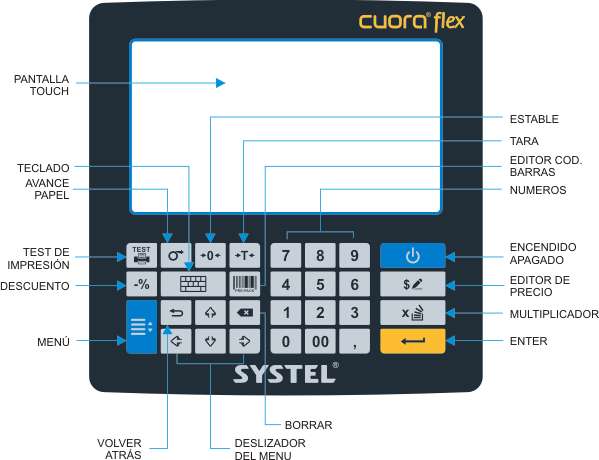 cuora® flex
PANTALLA
TOUCH
ESTABLE
TARA
TECLADO
EDITOR COD.
BARRAS
AVANCE
PAPEL
NUMEROS
TEST DE
IMPRESIÓN
TEST
→0←
→T←
7 8 9
ENCENDIDO
APAGADO
DESCUENTO
-%
4 5 6
$
EDITOR DE
PRECIO
1 2 3
x
MULTIPLICADOR
MENÚ
0 00 ,
ENTER
SYSTEL®
BORRAR
VOLVER
ATRÁS
DESLIZADOR
DEL MENU